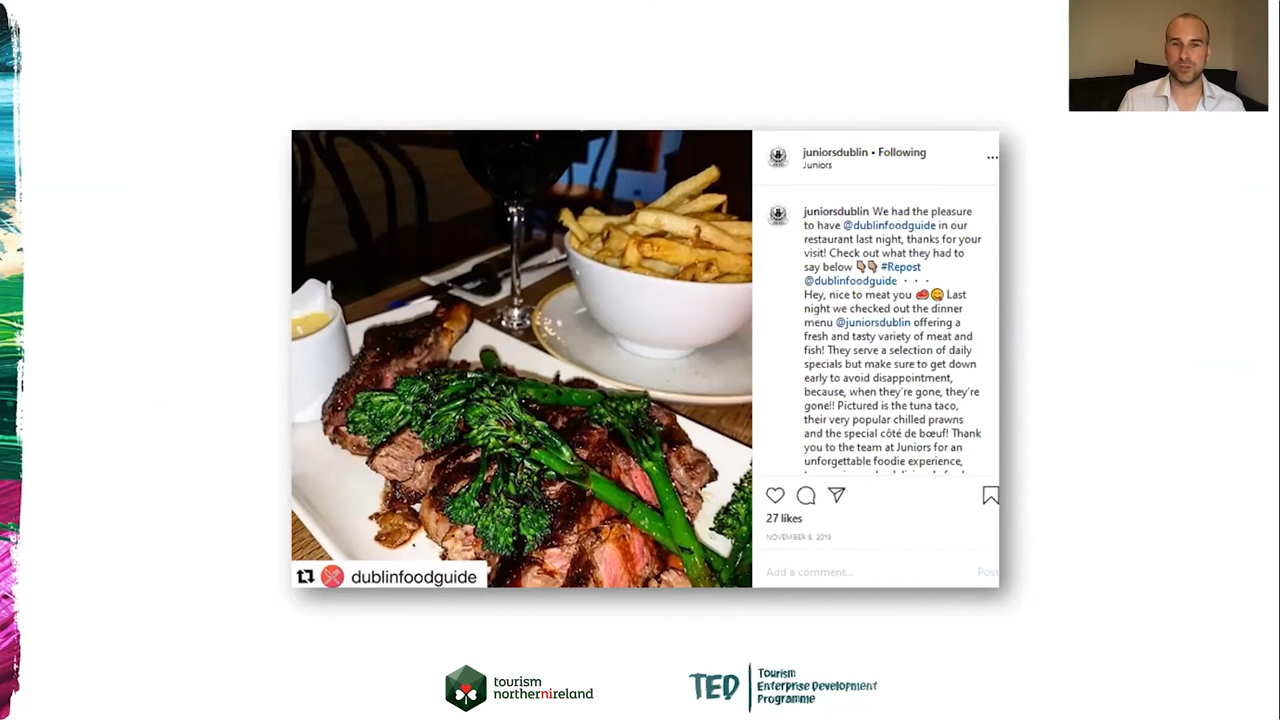 juniorsdublin • Following
Juniors
...
juniorsdublin We had the pleasure
to have @dublinfoodguide in our
restaurant last night, thanks for your
visit! Check out what they had to
say below 👇🏽👇🏽 #Repost
@dublinfoodguide • • •
Hey, nice to meat you 🥩😋 Last
night we checked out the dinner
menu @juniorsdublin offering a
fresh and tasty variety of meat and
fish! They serve a selection of daily
specials but make sure to get down
early to avoid disappointment,
because, when they're gone, they're
gone!! Pictured is the tuna taco,
their very popular chilled prawns
and the special côté de bœuf! Thank
you to the team at Juniors for an
unforgettable foodie experience,
27 likes
NOVEMBER 9, 2019
Add a comment...
Post
dublinfoodguide
tourism
northernireland
TED
Tourism
Enterprise Development
Programme